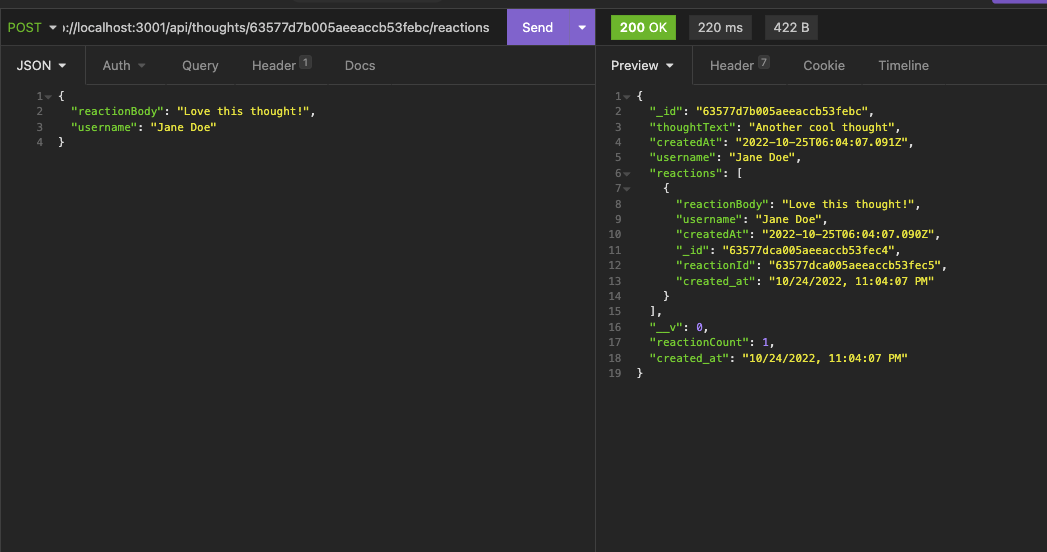 POST ://localhost:3001/api/thoughts/63577d7b005aeeaccb53febc/reactions Send 200 OK 220 ms 422 B
JSON Auth Query Header 1 Docs Preview Header 7 Cookie Timeline
1 {
2 "reactionBody": "Love this thought!",
3 "username": "Jane Doe"
4 }
1 {
2 "_id": "63577d7b005aeeaccb53febc",
3 "thoughtText": "Another cool thought",
4 "createdAt": "2022-10-25T06:04:07.091Z",
5 "username": "Jane Doe",
6 "reactions": [
7 {
8 "reactionBody": "Love this thought!",
9 "username": "Jane Doe",
10 "createdAt": "2022-10-25T06:04:07.090Z",
11 "_id": "63577dca005aeeaccb53fec4",
12 "reactionId": "63577dca005aeeaccb53fec5",
13 "created_at": "10/24/2022, 11:04:07 PM"
14 }
15 ],
16 "__v": 0,
17 "reactionCount": 1,
18 "created_at": "10/24/2022, 11:04:07 PM"
19 }